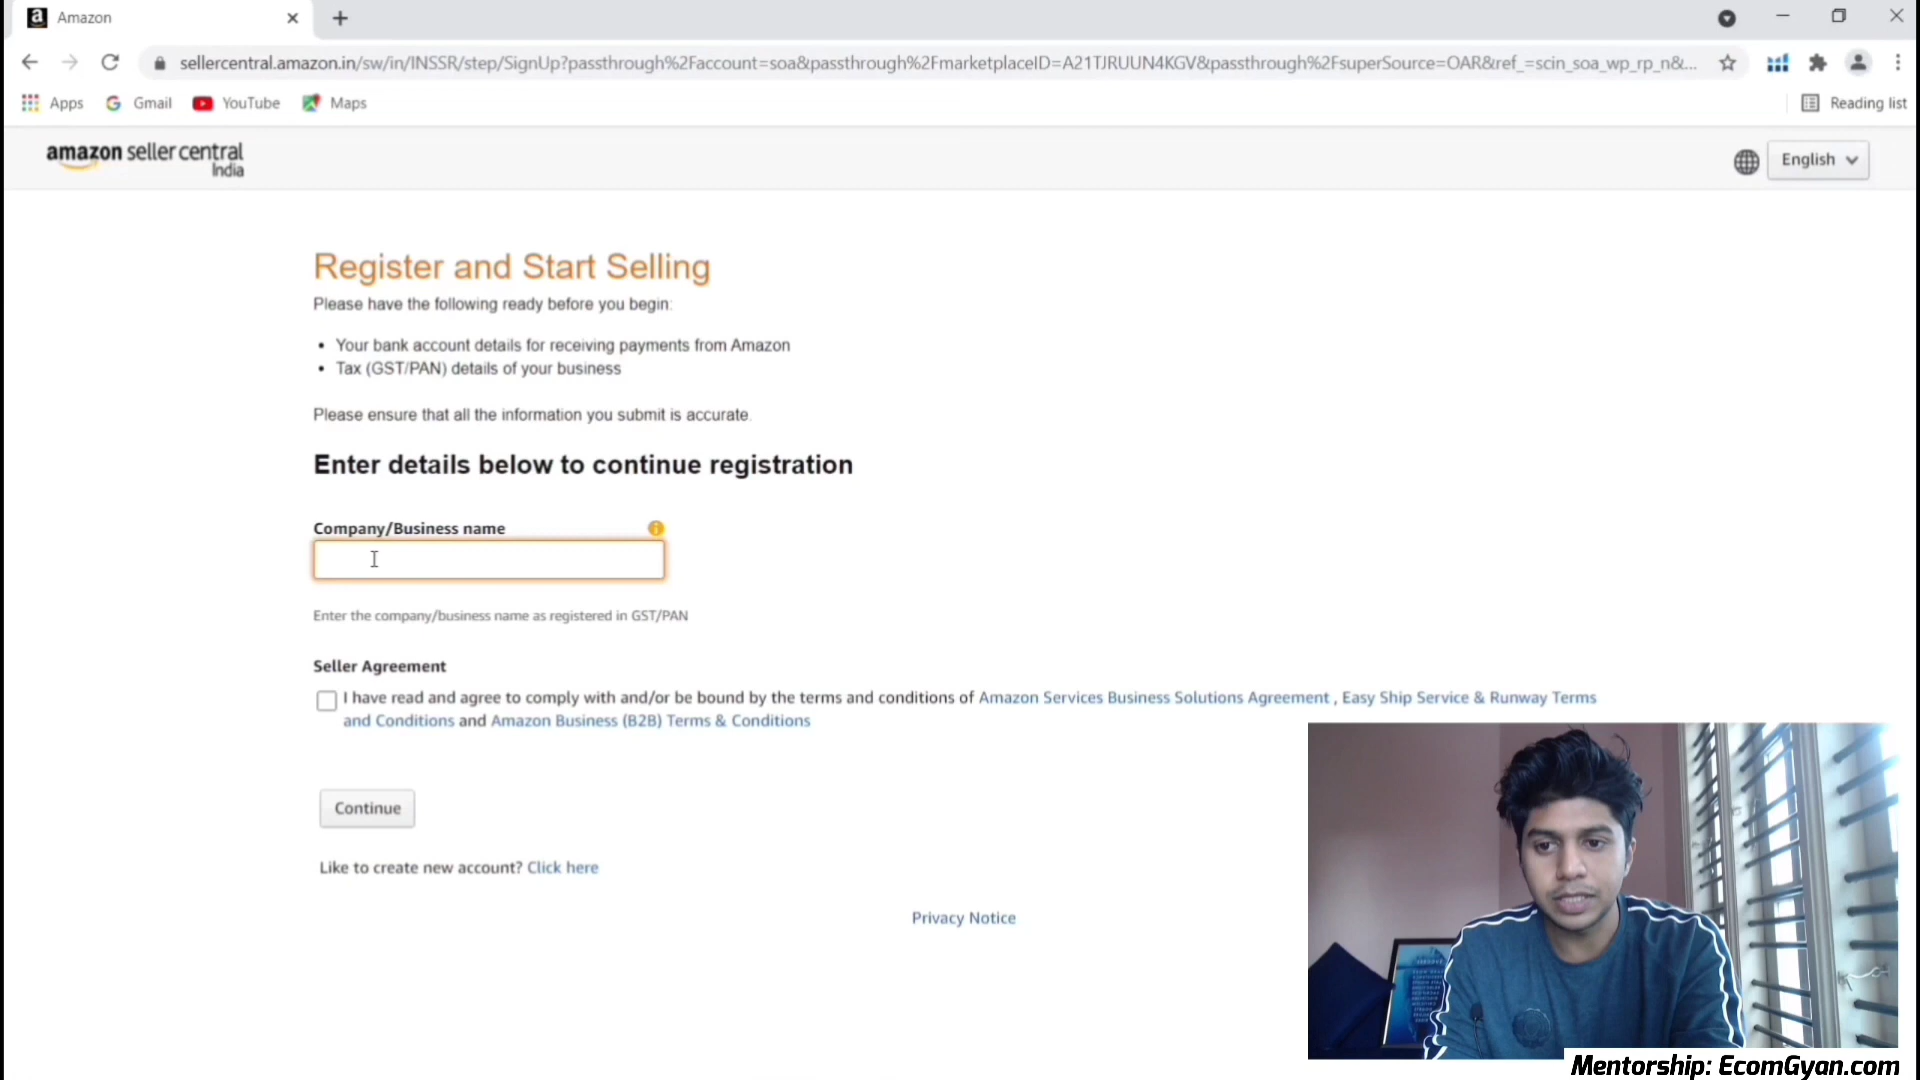 Amazon
sellercentral.amazon.in/sw/in/INSSR/step/SignUp?passthrough%2Faccount=soa&passthrough%2FmarketplaceID=A21TJRUUN4KGV&passthrough%2FsuperSource=OAR&ref_=scin_soa_wp_rp_n&...
Apps Gmail YouTube Maps Reading list
amazon seller central
India
English
Register and Start Selling
Please have the following ready before you begin:
• Your bank account details for receiving payments from Amazon
• Tax (GST/PAN) details of your business
Please ensure that all the information you submit is accurate.
Enter details below to continue registration
Company/Business name
Enter the company/business name as registered in GST/PAN
Seller Agreement
I have read and agree to comply with and/or be bound by the terms and conditions of Amazon Services Business Solutions Agreement , Easy Ship Service & Runway Terms
and Conditions and Amazon Business (B2B) Terms & Conditions
Continue
Like to create new account? Click here
Privacy Notice
Mentorship: EcomGyan.com